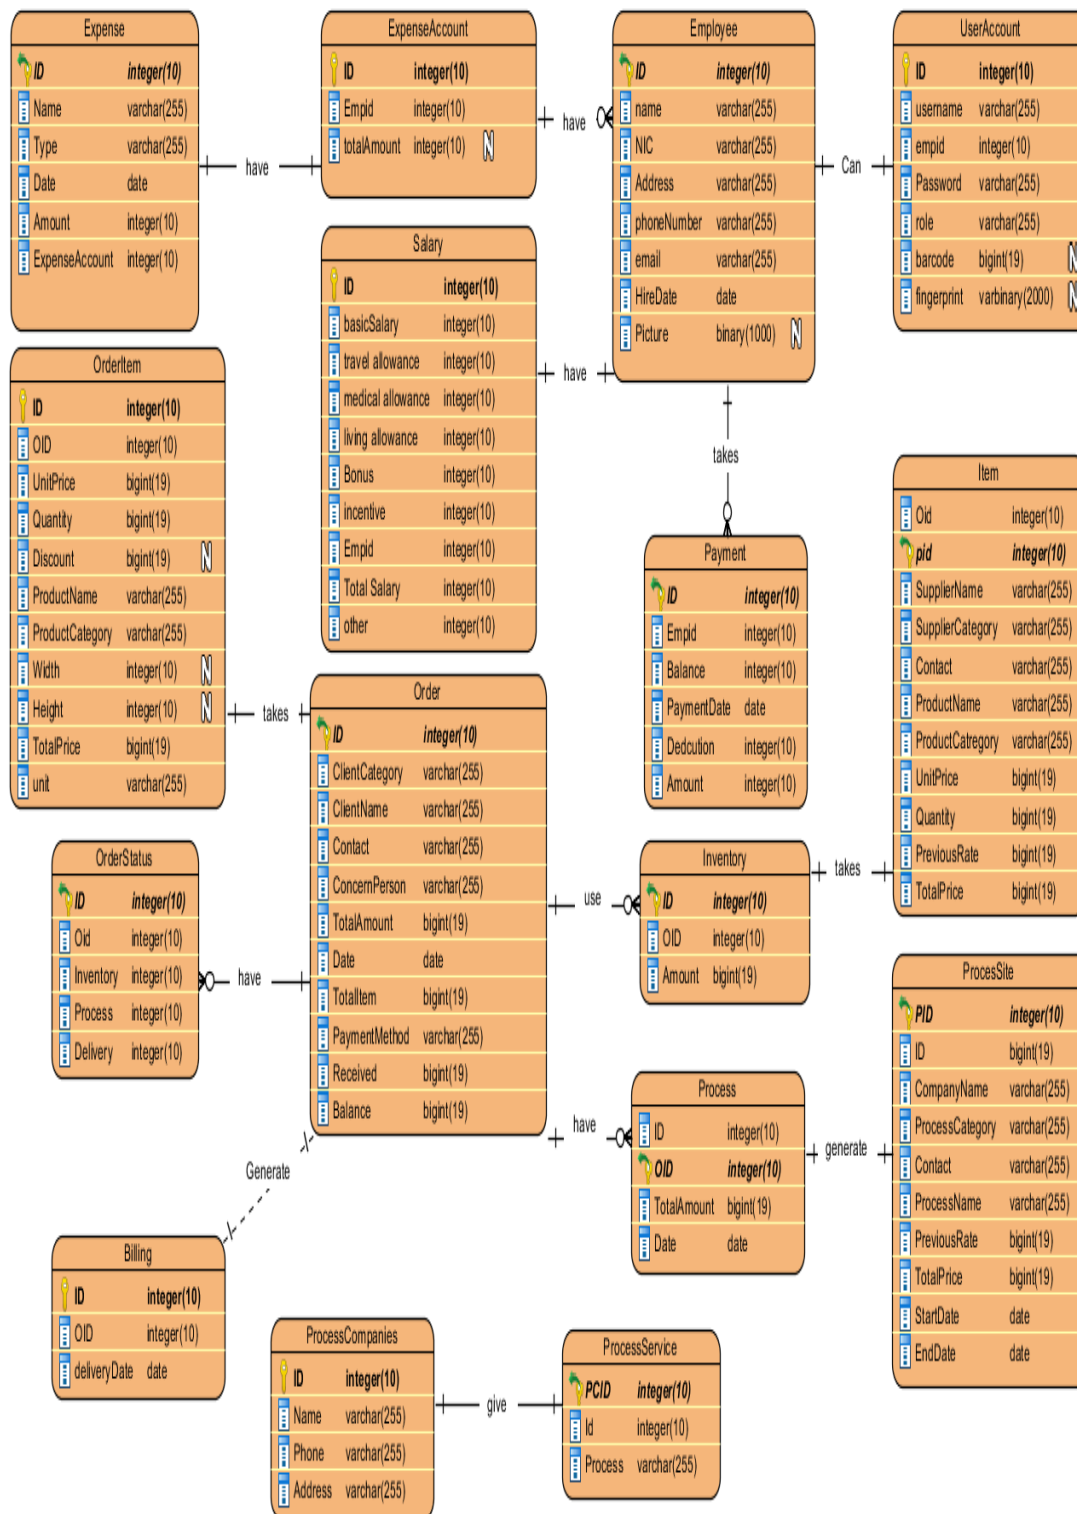 Expense
ID integer(10)
Name varchar(255)
Type varchar(255)
Date date
Amount integer(10)
ExpenseAccount integer(10)
have
ExpenseAccount
ID integer(10)
Empid integer(10)
totalAmount integer(10) N
have
Employee
ID integer(10)
name varchar(255)
NIC varchar(255)
Address varchar(255)
phoneNumber varchar(255)
email varchar(255)
HireDate date
Picture binary(1000) N
Can
UserAccount
ID integer(10)
username varchar(255)
empid integer(10)
Password varchar(255)
role varchar(255)
barcode bigint(19) N
fingerprint varbinary(2000) N
Salary
ID integer(10)
basicSalary integer(10)
travel allowance integer(10)
medical allowance integer(10)
living allowance integer(10)
Bonus integer(10)
incentive integer(10)
Empid integer(10)
Total Salary integer(10)
other integer(10)
have
takes
OrderItem
ID integer(10)
OID integer(10)
UnitPrice bigint(19)
Quantity bigint(19)
Discount bigint(19) N
ProductName varchar(255)
ProductCategory varchar(255)
Width integer(10) N
Height integer(10) N
TotalPrice bigint(19)
unit varchar(255)
takes
Payment
ID integer(10)
Empid integer(10)
Balance integer(10)
PaymentDate date
Dedcution integer(10)
Amount integer(10)
Item
Oid integer(10)
pid integer(10)
SupplierName varchar(255)
SupplierCategory varchar(255)
Contact varchar(255)
ProductName varchar(255)
ProductCatregory varchar(255)
UnitPrice bigint(19)
Quantity bigint(19)
PreviousRate bigint(19)
TotalPrice bigint(19)
Order
ID integer(10)
ClientCategory varchar(255)
ClientName varchar(255)
Contact varchar(255)
ConcernPerson varchar(255)
TotalAmount bigint(19)
Date date
TotalItem bigint(19)
PaymentMethod varchar(255)
Received bigint(19)
Balance bigint(19)
use
Inventory
ID integer(10)
OID integer(10)
Amount bigint(19)
takes
OrderStatus
ID integer(10)
Oid integer(10)
Inventory integer(10)
Process integer(10)
Delivery integer(10)
have
have
Process
ID integer(10)
OID integer(10)
TotalAmount bigint(19)
Date date
generate
ProcesSite
PID integer(10)
ID bigint(19)
CompanyName varchar(255)
ProcessCategory varchar(255)
Contact varchar(255)
ProcessName varchar(255)
PreviousRate bigint(19)
TotalPrice bigint(19)
StartDate date
EndDate date
Generate
Billing
ID integer(10)
OID integer(10)
deliveryDate date
ProcessCompanies
ID integer(10)
Name varchar(255)
Phone varchar(255)
Address varchar(255)
give
ProcessService
PCID integer(10)
Id integer(10)
Process varchar(255)